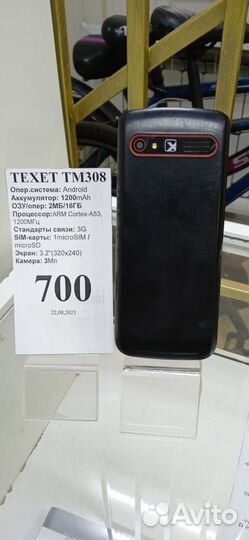 TEXET TM308
Опер.система: Android
Аккумулятор: 1200mAh
ОЗУ/опер: 2МБ/16ГБ
Процессор:ARM Cortex-A53,
1200МГц
Стандарты связи: 3G
SIM-карты: 1microSIM /
microSD
Экран: 3.2"(320x240)
Камера: 3Мп
700
22,08,2023
Avito